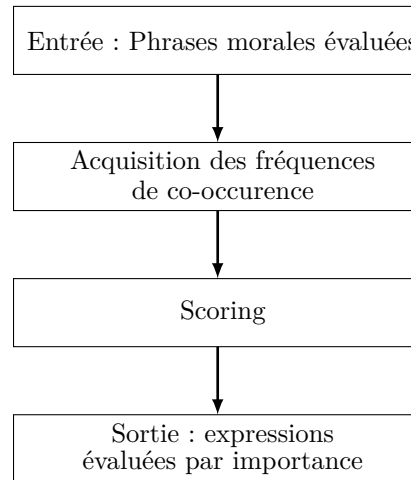 Entrée : Phrases morales évaluées
Acquisition des fréquences
de co-occurence
Scoring
Sortie : expressions
évaluées par importance